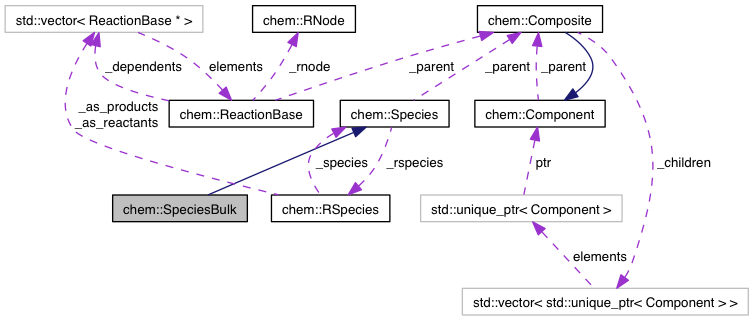 std::vector< ReactionBase * >
chem::RNode
chem::Composite
_dependents
elements
_rnode
_parent
_parent
_parent
_as_products
_as_reactants
chem::ReactionBase
chem::Species
chem::Component
_species
_rspecies
ptr
_children
chem::SpeciesBulk
chem::RSpecies
std::unique_ptr< Component >
elements
std::vector< std::unique_ptr< Component > >